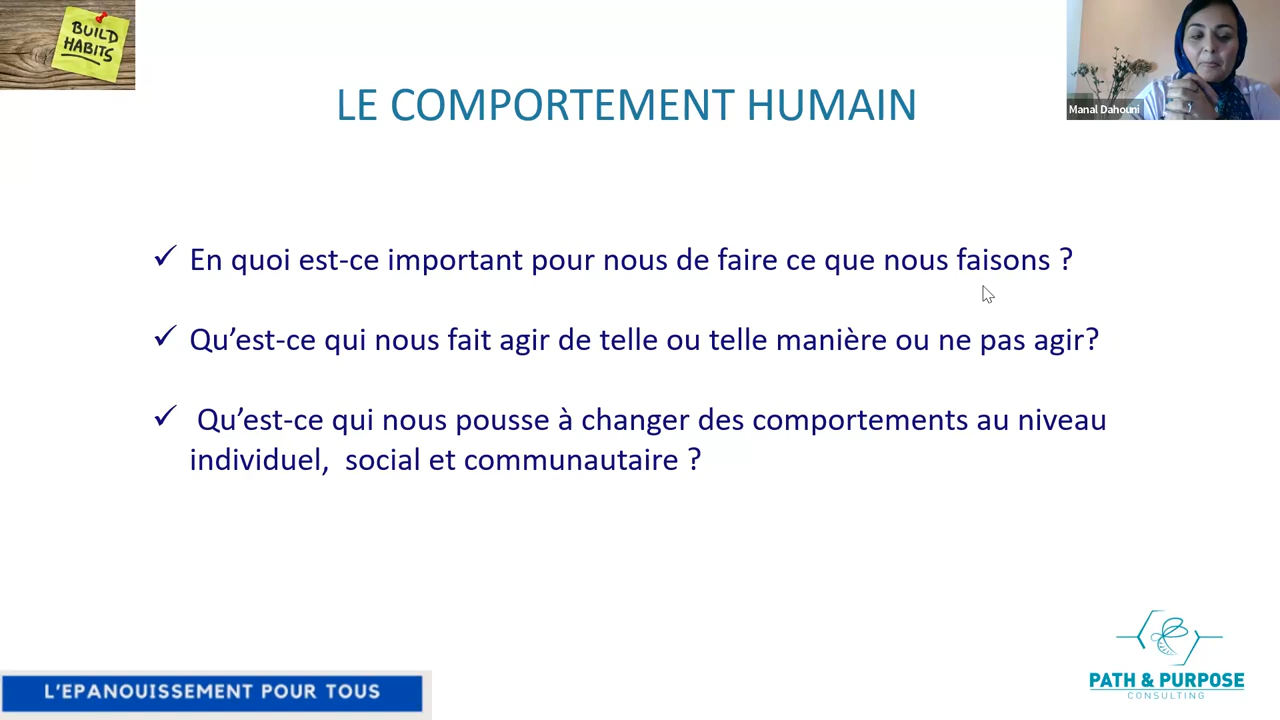 BUILD
HABITS
LE COMPORTEMENT HUMAIN
Manal Dahouni
✓ En quoi est-ce important pour nous de faire ce que nous faisons ?
✓ Qu’est-ce qui nous fait agir de telle ou telle manière ou ne pas agir?
✓ Qu’est-ce qui nous pousse à changer des comportements au niveau
individuel, social et communautaire ?
L’EPANOUISSEMENT POUR TOUS
PATH & PURPOSE
CONSULTING